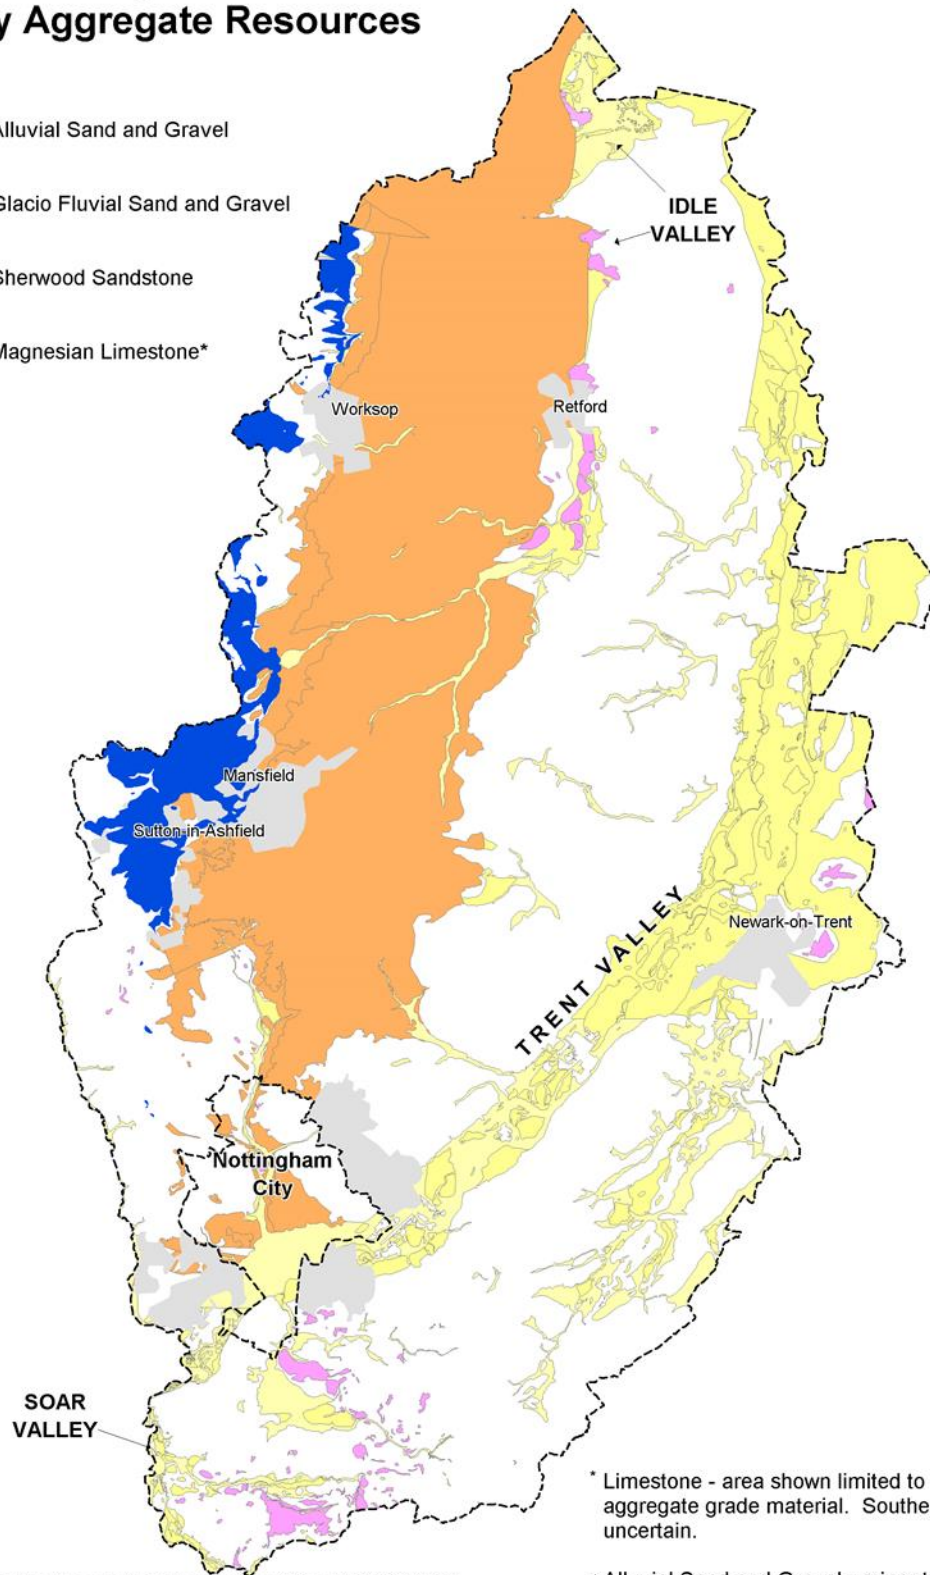 y Aggregate Resources
Alluvial Sand and Gravel
Glacio Fluvial Sand and Gravel
Sherwood Sandstone
Magnesian Limestone*
IDLE
VALLEY
Worksop
Retford
Mansfield
Sutton-in-Ashfield
TRENT VALLEY
Newark-on-Trent
Nottingham
City
SOAR
VALLEY
* Limestone - area shown limited to
aggregate grade material. Southe
uncertain.